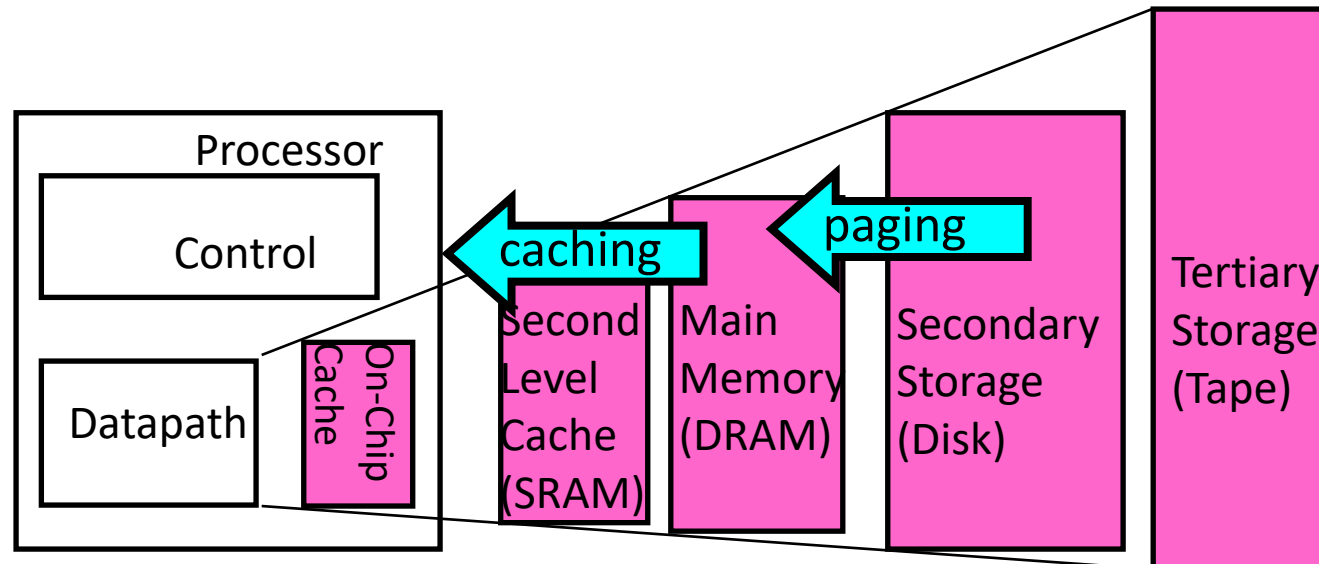 Processor
Control
Datapath
On-Chip
Cache
caching
Second
Level
Cache
(SRAM)
Main
Memory
(DRAM)
paging
Secondary
Storage
(Disk)
Tertiary
Storage
(Tape)